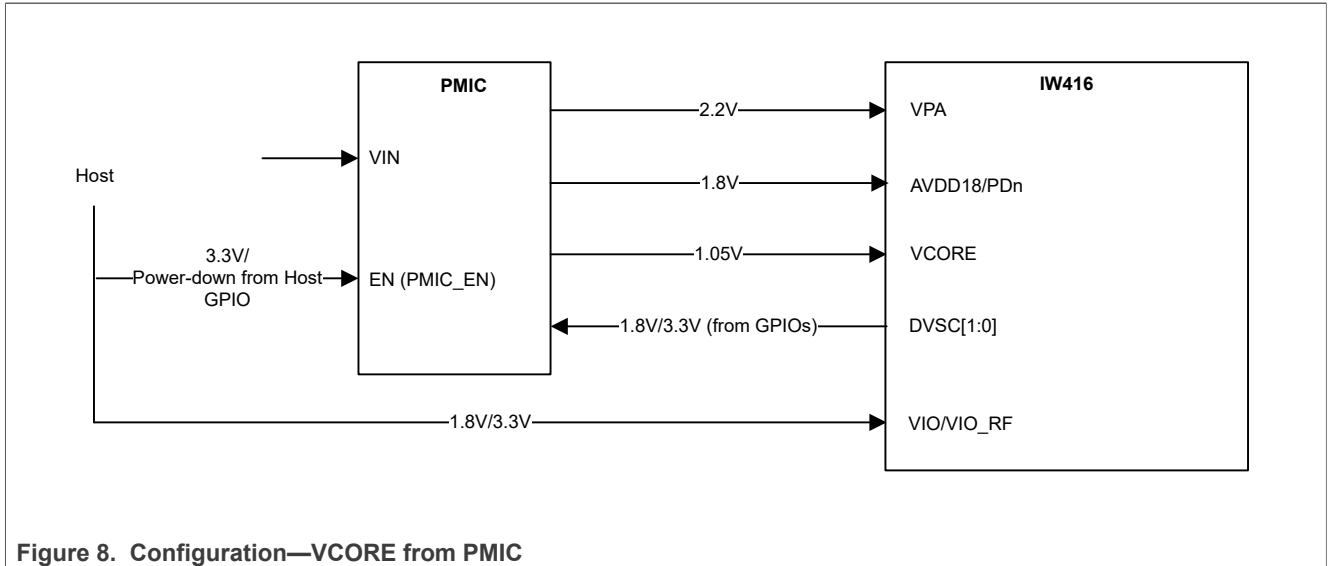 PMIC
IW416
2.2V
VPA
VIN
Host
1.8V
AVDD18/PDn
3.3V/
Power-down from Host
GPIO
EN (PMIC_EN)
1.05V
VCORE
1.8V/3.3V (from GPIOs)
DVSC[1:0]
1.8V/3.3V
VIO/VIO_RF
Figure 8. Configuration—VCORE from PMIC